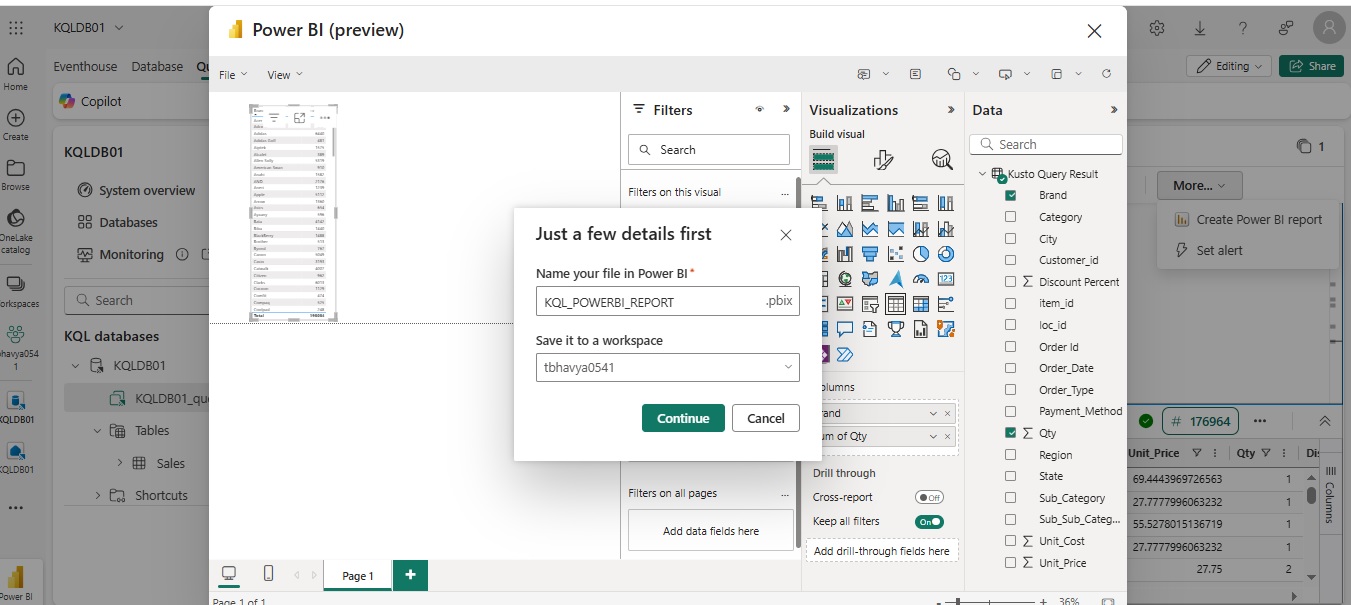 KQLDB01
Home
Create
Browse
OneLake
catalog
orkspaces
bhavya054
1
KQLDB01
KQLDB01
Power BI
Eventhouse Database Qu
Copilot
KQLDB01
System overview
Databases
Monitoring
Search
KQL databases
KQLDB01
KQLDB01_que
Tables
Sales
Shortcuts
Power BI (preview)
File View
Total
Page 1
Page 1 of 1
36%
Filters
Search
Filters on this visual
...
Filters on all pages
...
Add data fields here
Just a few details first
Name your file in Power BI*
KQL_POWERBI_REPORT .pbix
Save it to a workspace
tbhavya0541
Continue Cancel
Visualizations
Build visual
123
olumns
rand
um of Qty
Drill through
Cross-report Off
Keep all filters On
Add drill-through fields here
Data
Search
Kusto Query Result
Brand
Category
City
Customer_id
Discount Percent
item_id
loc_id
Order Id
Order_Date
Order_Type
Payment_Method
Qty
Region
State
Sub_Category
Sub_Sub_Categ...
Unit_Cost
Unit_Price
Editing Share
1
More...
Create Power BI report
Set alert
# 176964
Unit_Price Qty Dis
69.4443969726563 1
27.7777996063232 1
55.5278015136719 1
27.7777996063232 1
27.75 2
Columns